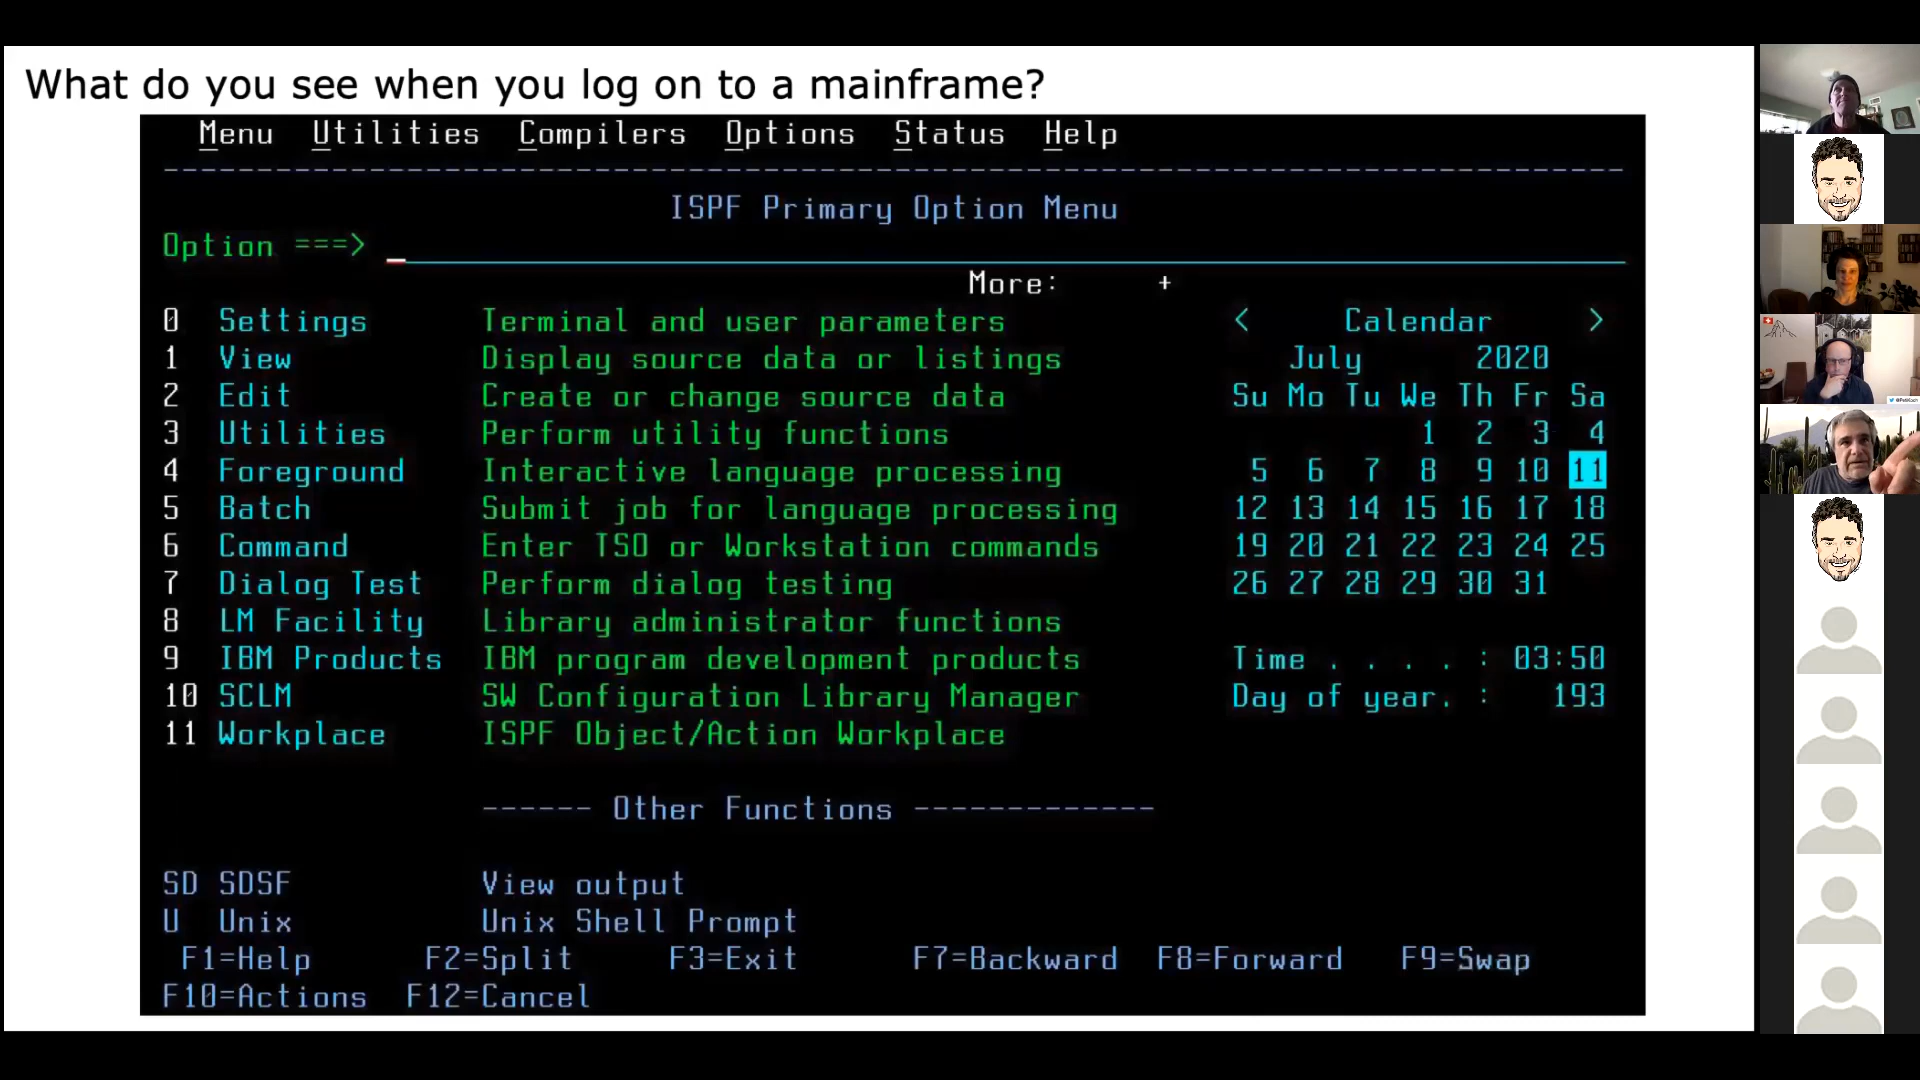 What do you see when you log on to a mainframe?
Menu Utilities Compilers Options Status Help
ISPF Primary Option Menu
Option ===>
More: +
0 Settings Terminal and user parameters < Calendar >
1 View Display source data or listings July 2020
2 Edit Create or change source data Su Mo Tu We Th Fr Sa
3 Utilities Perform utility functions 1 2 3 4
4 Foreground Interactive language processing 5 6 7 8 9 10 11
5 Batch Submit job for language processing 12 13 14 15 16 17 18
6 Command Enter TSO or Workstation commands 19 20 21 22 23 24 25
7 Dialog Test Perform dialog testing 26 27 28 29 30 31
8 LM Facility Library administrator functions
9 IBM Products IBM program development products Time . . . . : 03:50
10 SCLM SW Configuration Library Manager Day of year. : 193
11 Workplace ISPF Object/Action Workplace
------ Other Functions -------------
SD SDSF View output
U Unix Unix Shell Prompt
F1=Help F2=Split F3=Exit F7=Backward F8=Forward F9=Swap
F10=Actions F12=Cancel